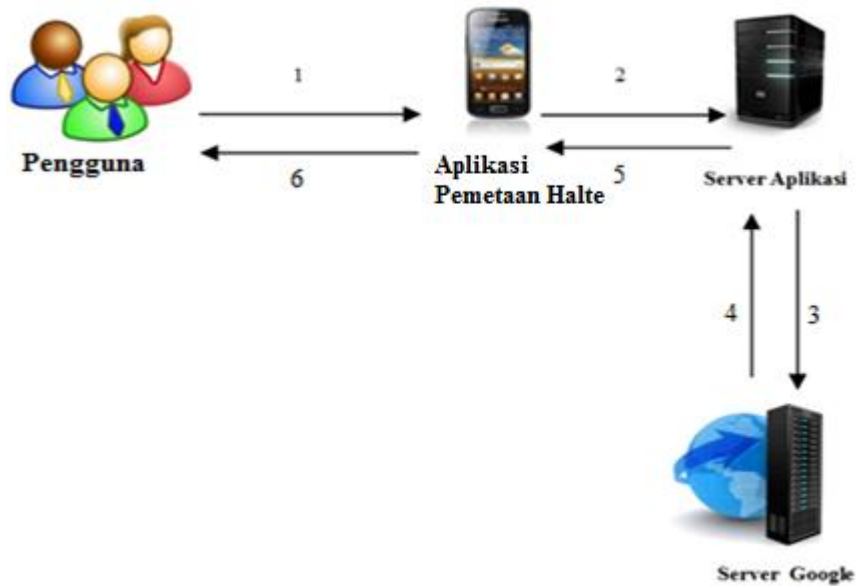 1
2
Pengguna
6
Aplikasi
Pemetaan Halte
5
Server Aplikasi
4
3
Server Google